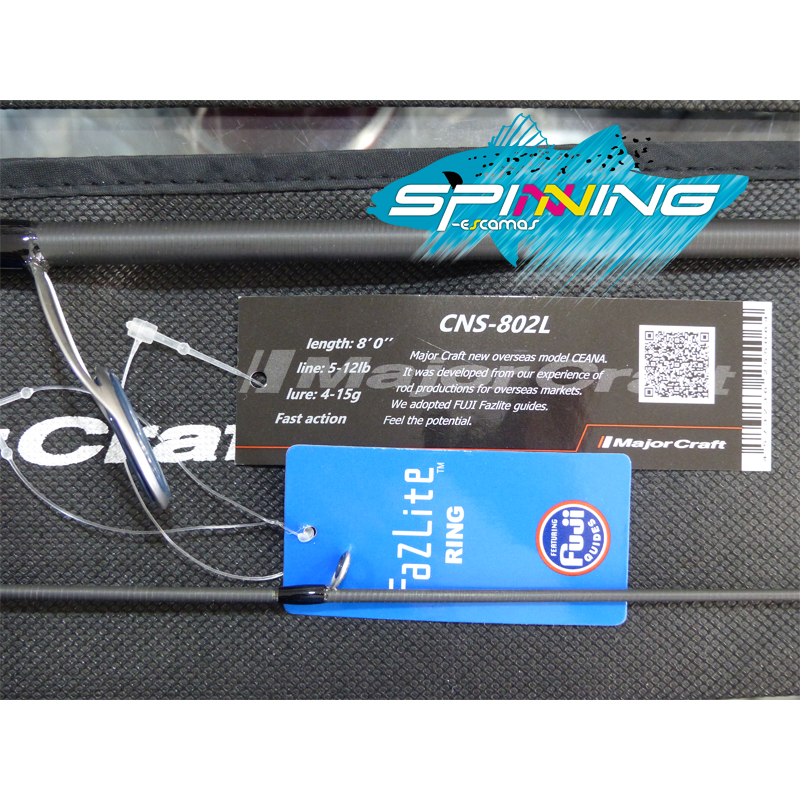 SPINNING
-escamas
CNS-802L
length: 8' 0''
line: 5-12lb
lure: 4-15g
Fast action
Major Craft new overseas model CEANA.
It was developed from our experience of
rod productions for overseas markets.
We adopted FUJI Fazlite guides.
Feel the potential.
Major Craft
MajorCraft
Craft
FazLite™
RING
FEATURING
Fuji
GUIDES